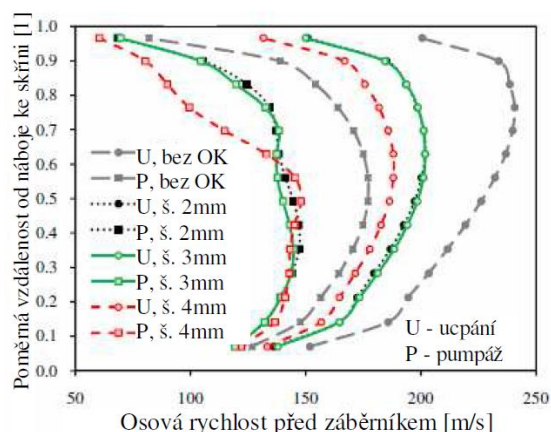 Poměrná vzdálenost od náboje ke skříni [1]
1.0
0.9
0.8
0.7
0.6
0.5
0.4
0.3
0.2
0.1
0.0
U, bez OK
P, bez OK
U, š. 2mm
P, š. 2mm
U, š. 3mm
P, š. 3mm
U, š. 4mm
P, š. 4mm
U - ucpání
P - pumpáž
50
100
150
200
250
Osová rychlost před záběrníkem [m/s]